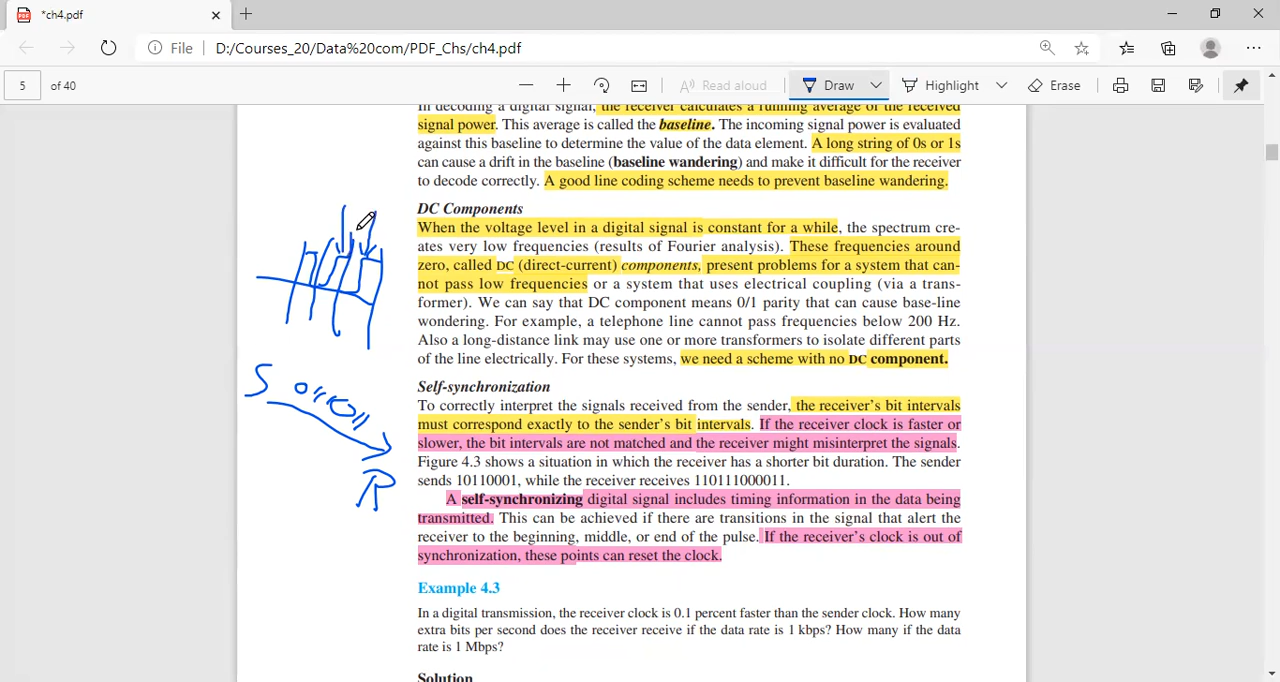 *ch4.pdf
File D:/Courses_20/Data%20com/PDF_Chs/ch4.pdf
5 of 40 Read aloud Draw Highlight Erase
In decoding a digital signal, the receiver calculates a running average of the received
signal power. This average is called the baseline. The incoming signal power is evaluated
against this baseline to determine the value of the data element. A long string of 0s or 1s
can cause a drift in the baseline (baseline wandering) and make it difficult for the receiver
to decode correctly. A good line coding scheme needs to prevent baseline wandering.
DC Components
When the voltage level in a digital signal is constant for a while, the spectrum cre-
ates very low frequencies (results of Fourier analysis). These frequencies around
zero, called DC (direct-current) components, present problems for a system that can-
not pass low frequencies or a system that uses electrical coupling (via a trans-
former). We can say that DC component means 0/1 parity that can cause base-line
wondering. For example, a telephone line cannot pass frequencies below 200 Hz.
Also a long-distance link may use one or more transformers to isolate different parts
of the line electrically. For these systems, we need a scheme with no DC component.
Self-synchronization
To correctly interpret the signals received from the sender, the receiver's bit intervals
must correspond exactly to the sender's bit intervals. If the receiver clock is faster or
slower, the bit intervals are not matched and the receiver might misinterpret the signals.
Figure 4.3 shows a situation in which the receiver has a shorter bit duration. The sender
sends 10110001, while the receiver receives 110111000011.
A self-synchronizing digital signal includes timing information in the data being
transmitted. This can be achieved if there are transitions in the signal that alert the
receiver to the beginning, middle, or end of the pulse. If the receiver's clock is out of
synchronization, these points can reset the clock.
Example 4.3
In a digital transmission, the receiver clock is 0.1 percent faster than the sender clock. How many
extra bits per second does the receiver receive if the data rate is 1 kbps? How many if the data
rate is 1 Mbps?
Solution
S
R